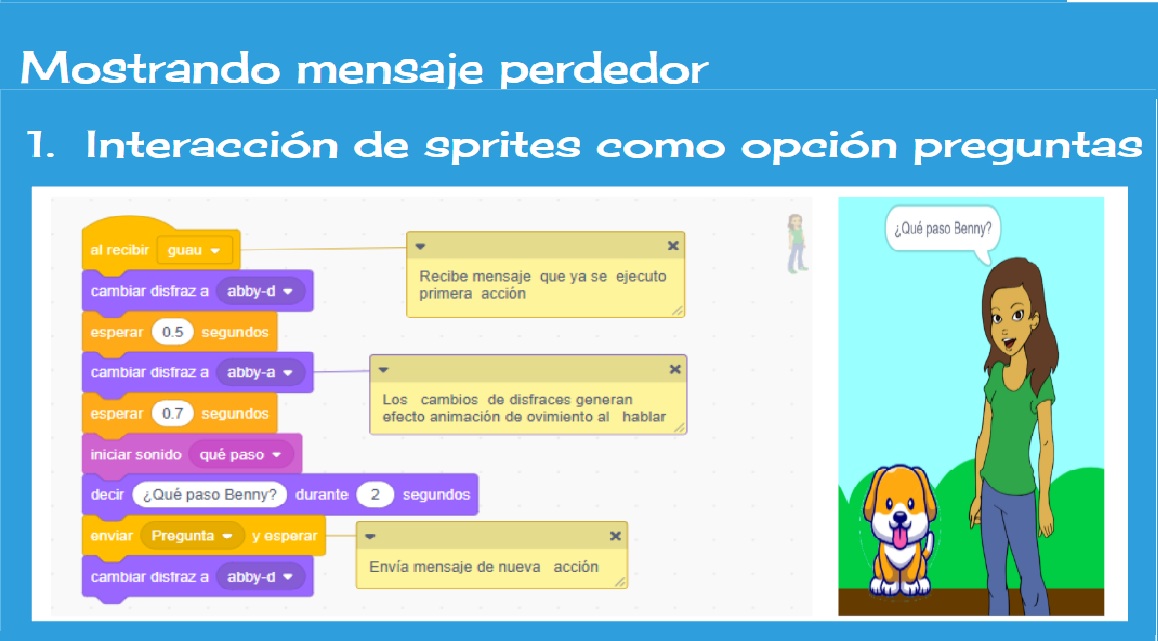 Mostrando mensaje perdedor
1. Interacción de sprites como opción preguntas
al recibir guau
cambiar disfraz a abby-d
esperar 0.5 segundos
cambiar disfraz a abby-a
esperar 0.7 segundos
iniciar sonido qué paso
decir ¿Qué paso Benny? durante 2 segundos
enviar Pregunta y esperar
cambiar disfraz a abby-d
Recibe mensaje que ya se ejecuto
primera acción
Los cambios de disfraces generan
efecto animación de ovimiento al hablar
Envía mensaje de nueva acción
¿Qué paso Benny?